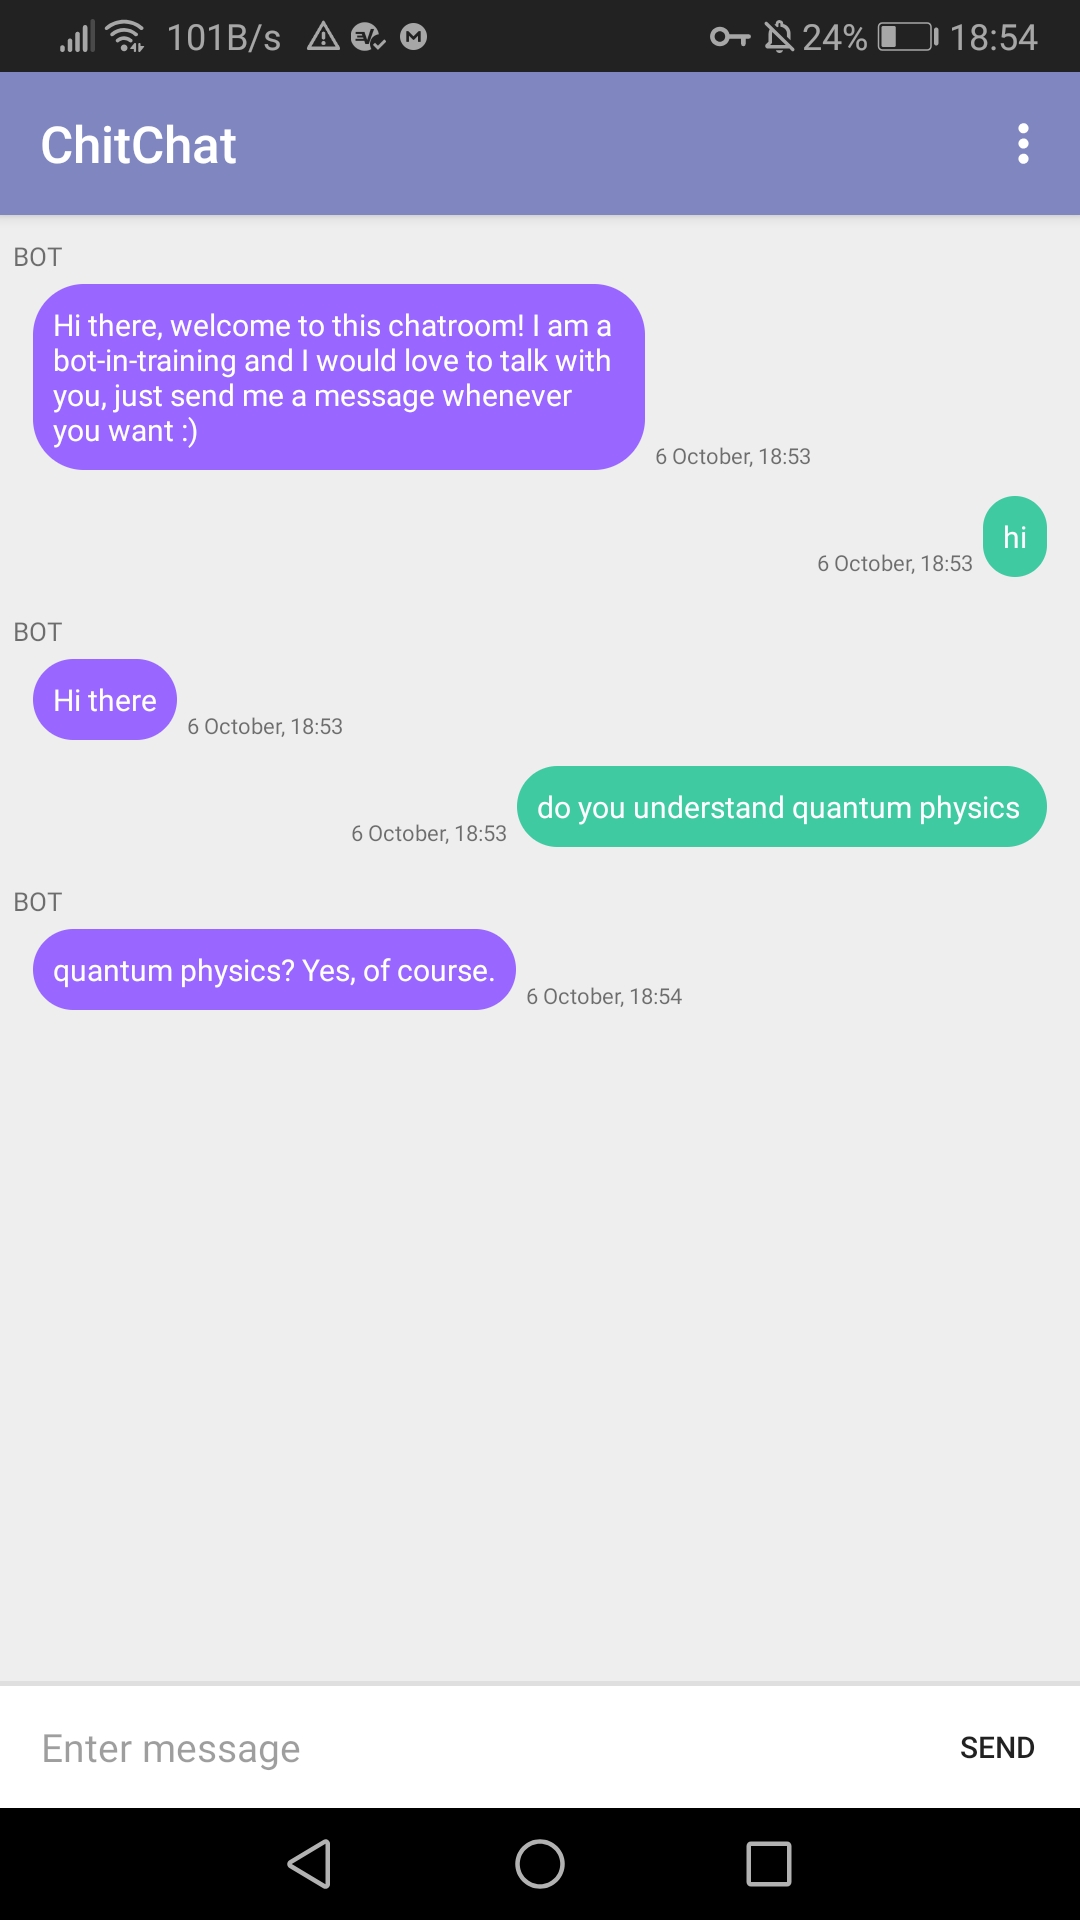 101B/s
24%
18:54
ChitChat
BOT
Hi there, welcome to this chatroom! I am a
bot-in-training and I would love to talk with
you, just send me a message whenever
you want :)
6 October, 18:53
hi
6 October, 18:53
BOT
Hi there
6 October, 18:53
do you understand quantum physics
6 October, 18:53
BOT
quantum physics? Yes, of course.
6 October, 18:54
Enter message
SEND